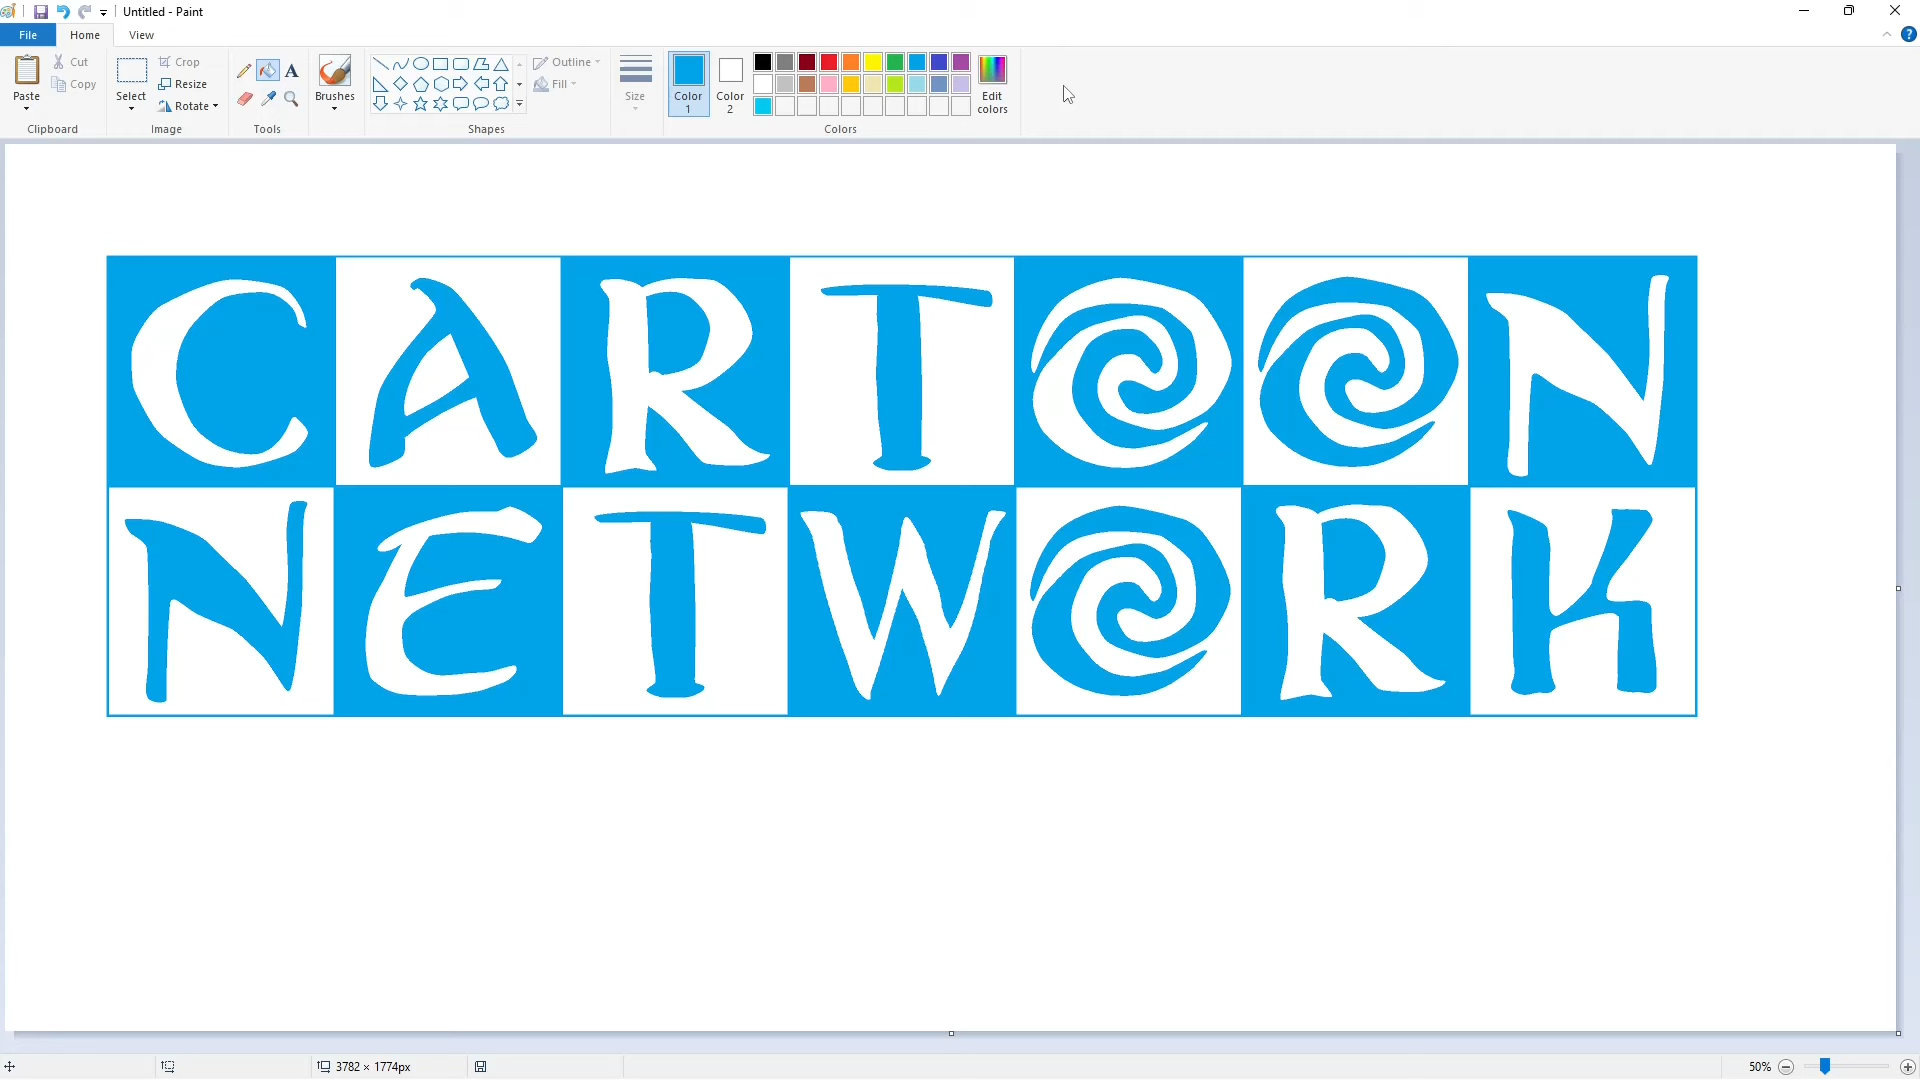 Untitled - Paint
File Home View
Paste
Cut
Copy
Clipboard
Select
Crop
Resize
Rotate
Image
A
Tools
Brushes
Outline
Fill
Shapes
Size
Color 1
Color 2
Edit colors
Colors
CARTOON
NETWORK
3782 × 1774px
50%